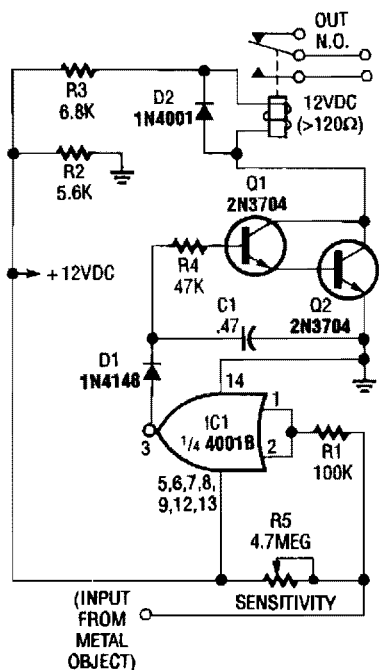 OUT
N.O.
R3
6.8K
D2
1N4001
12VDC
(>120Ω)
R2
5.6K
Q1
2N3704
+12VDC
R4
47K
Q2
2N3704
C1
.47
D1
1N4148
14
1
IC1
1/4 4001B
2
3
R1
100K
5,6,7,8,
9,12,13
R5
4.7MEG
SENSITIVITY
(INPUT
FROM
METAL
OBJECT)